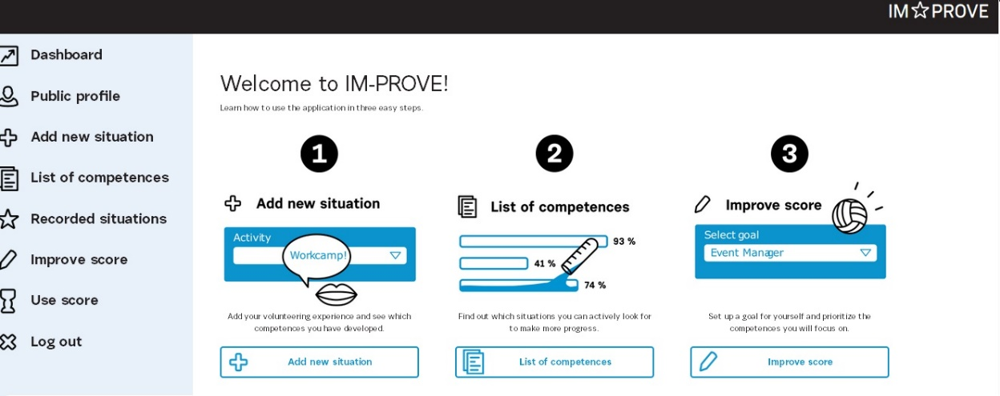 IM☆PROVE
Dashboard
Public profile
Add new situation
List of competences
Recorded situations
Improve score
Use score
Log out
Welcome to IM-PROVE!
Learn how to use the application in three easy steps.
1
Add new situation
Activity
Workcamp!
Add your volunteering experience and see which
competences you have developed.
Add new situation
2
List of competences
93 %
41 %
74 %
Find out which situations you can actively look for
to make more progress.
List of competences
3
Improve score
Select goal
Event Manager
Set up a goal for yourself and prioritize the
competences you will focus on.
Improve score